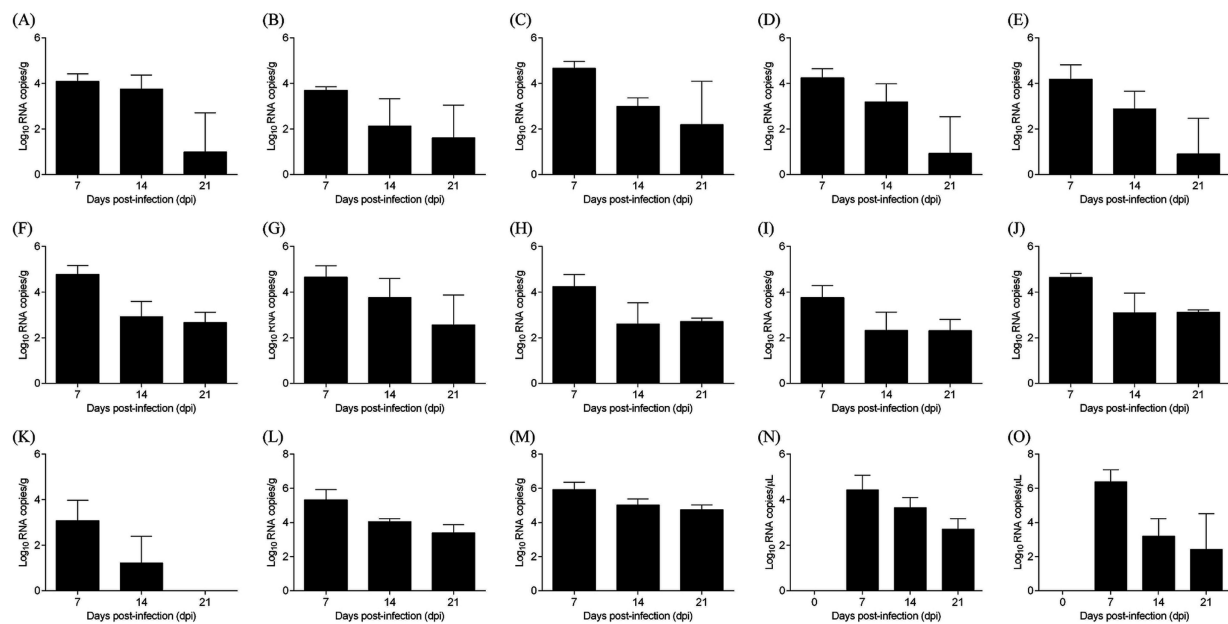 (A)
Log10 RNA copies/g
6
4
2
0
7 14 21
Days post-infection (dpi)
(B)
Log10 RNA copies/g
6
4
2
0
7 14 21
Days post-infection (dpi)
(C)
Log10 RNA copies/g
6
4
2
0
7 14 21
Days post-infection (dpi)
(D)
Log10 RNA copies/g
6
4
2
0
7 14 21
Days post-infection (dpi)
(E)
Log10 RNA copies/g
6
4
2
0
7 14 21
Days post-infection (dpi)
(F)
Log10 RNA copies/g
6
4
2
0
7 14 21
Days post-infection (dpi)
(G)
Log10 RNA copies/g
6
4
2
0
7 14 21
Days post-infection (dpi)
(H)
Log10 RNA copies/g
6
4
2
0
7 14 21
Days post-infection (dpi)
(I)
Log10 RNA copies/g
6
4
2
0
7 14 21
Days post-infection (dpi)
(J)
Log10 RNA copies/g
6
4
2
0
7 14 21
Days post-infection (dpi)
(K)
Log10 RNA copies/g
6
4
2
0
7 14 21
Days post-infection (dpi)
(L)
Log10 RNA copies/g
8
6
4
2
0
7 14 21
Days post-infection (dpi)
(M)
Log10 RNA copies/g
8
6
4
2
0
7 14 21
Days post-infection (dpi)
(N)
Log10 RNA copies/µL
6
4
2
0
0 7 14 21
Days post-infection (dpi)
(O)
Log10 RNA copies/µL
8
6
4
2
0
0 7 14 21
Days post-infection (dpi)